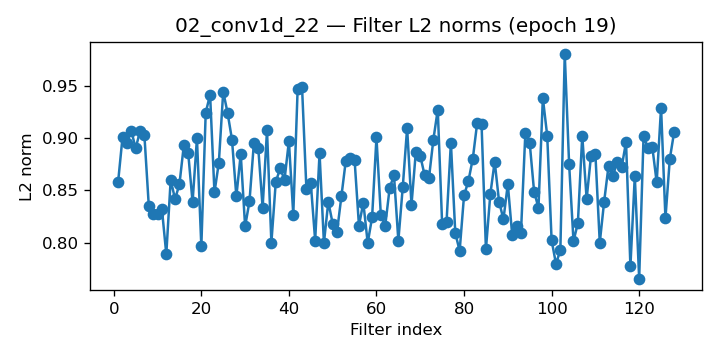 02_conv1d_22 — Filter L2 norms (epoch 19)
L2 norm
0.95
0.90
0.85
0.80
0 20 40 60 80 100 120
Filter index